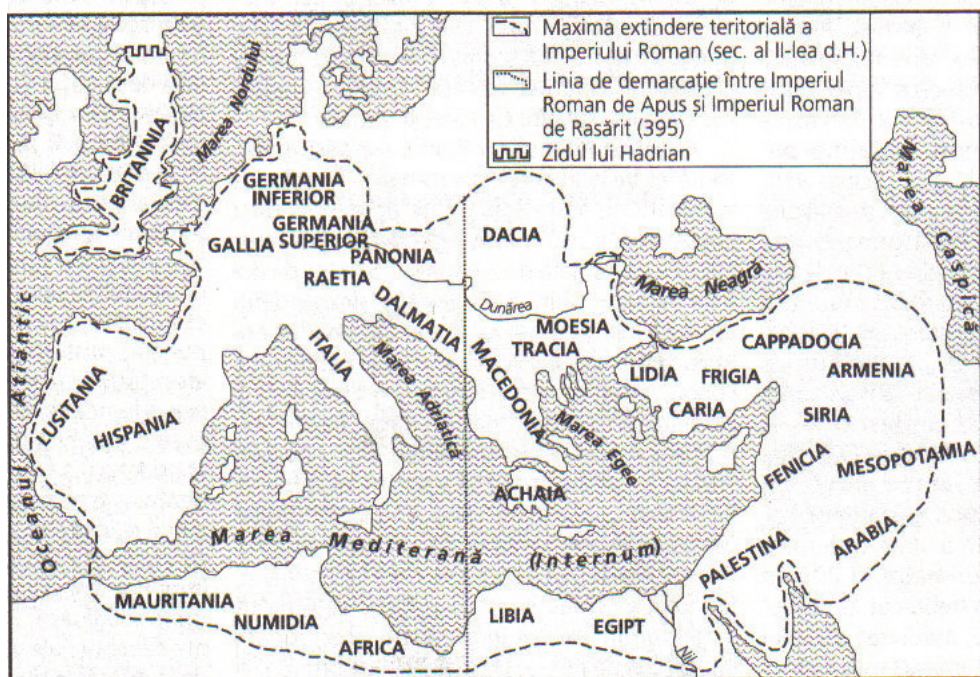 Maxima extindere teritorială a
Imperiului Roman (sec. al II-lea d.H.)
Linia de demarcație între Imperiul
Roman de Apus și Imperiul Roman
de Rasărit (395)
Zidul lui Hadrian
Marea Nordului
BRITANNIA
GERMANIA
INFERIOR
GERMANIA
SUPERIOR
GALLIA
PANONIA
RAETIA
DACIA
Dunărea
Marea Neagră
Marea Caspică
DALMATIA
MOESIA
TRACIA
ITALIA
Marea Adriatică
MACEDONIA
LIDIA
FRIGIA
CAPPADOCIA
ARMENIA
CARIA
SIRIA
Oceanul Atlantic
LUSITANIA
HISPANIA
Marea Egee
ACHAIA
FENICIA
MESOPOTAMIA
Marea Mediterană (Internum)
PALESTINA
ARABIA
MAURITANIA
NUMIDIA
AFRICA
LIBIA
EGIPT
Nil